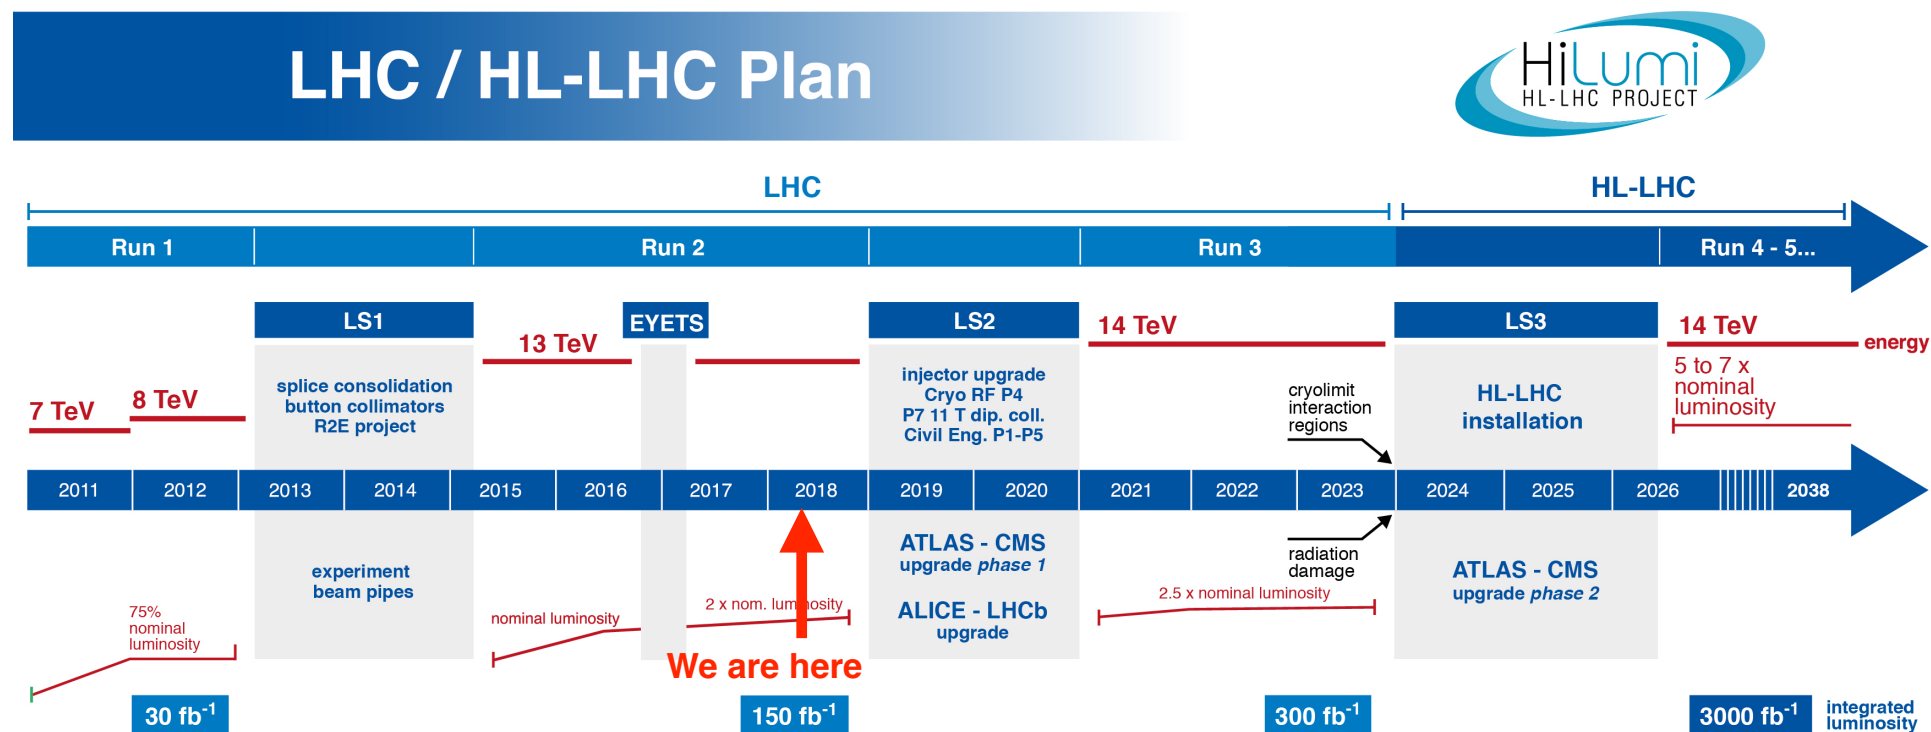 LHC / HL-LHC Plan
HiLumi
HL-LHC PROJECT
LHC
HL-LHC
Run 1
Run 2
Run 3
Run 4 - 5...
LS1
EYETS
LS2
LS3
13 TeV
14 TeV
14 TeV
energy
7 TeV
8 TeV
splice consolidation
button collimators
R2E project
injector upgrade
Cryo RF P4
P7 11 T dip. coll.
Civil Eng. P1-P5
cryolimit
interaction
regions
HL-LHC
installation
5 to 7 x
nominal
luminosity
2011
2012
2013
2014
2015
2016
2017
2018
2019
2020
2021
2022
2023
2024
2025
2026
2038
experiment
beam pipes
ATLAS - CMS
upgrade phase 1
ALICE - LHCb
upgrade
radiation
damage
ATLAS - CMS
upgrade phase 2
75%
nominal
luminosity
nominal luminosity
2 x nom. luminosity
2.5 x nominal luminosity
We are here
30 fb⁻¹
150 fb⁻¹
300 fb⁻¹
3000 fb⁻¹
integrated
luminosity